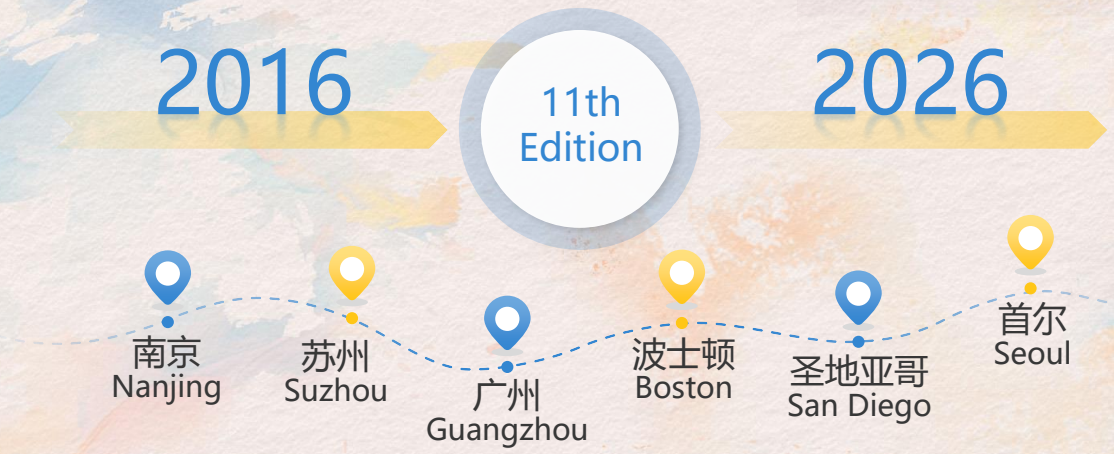 2016
11th
Edition
2026
南京
Nanjing
苏州
Suzhou
广州
Guangzhou
波士顿
Boston
圣地亚哥
San Diego
首尔
Seoul